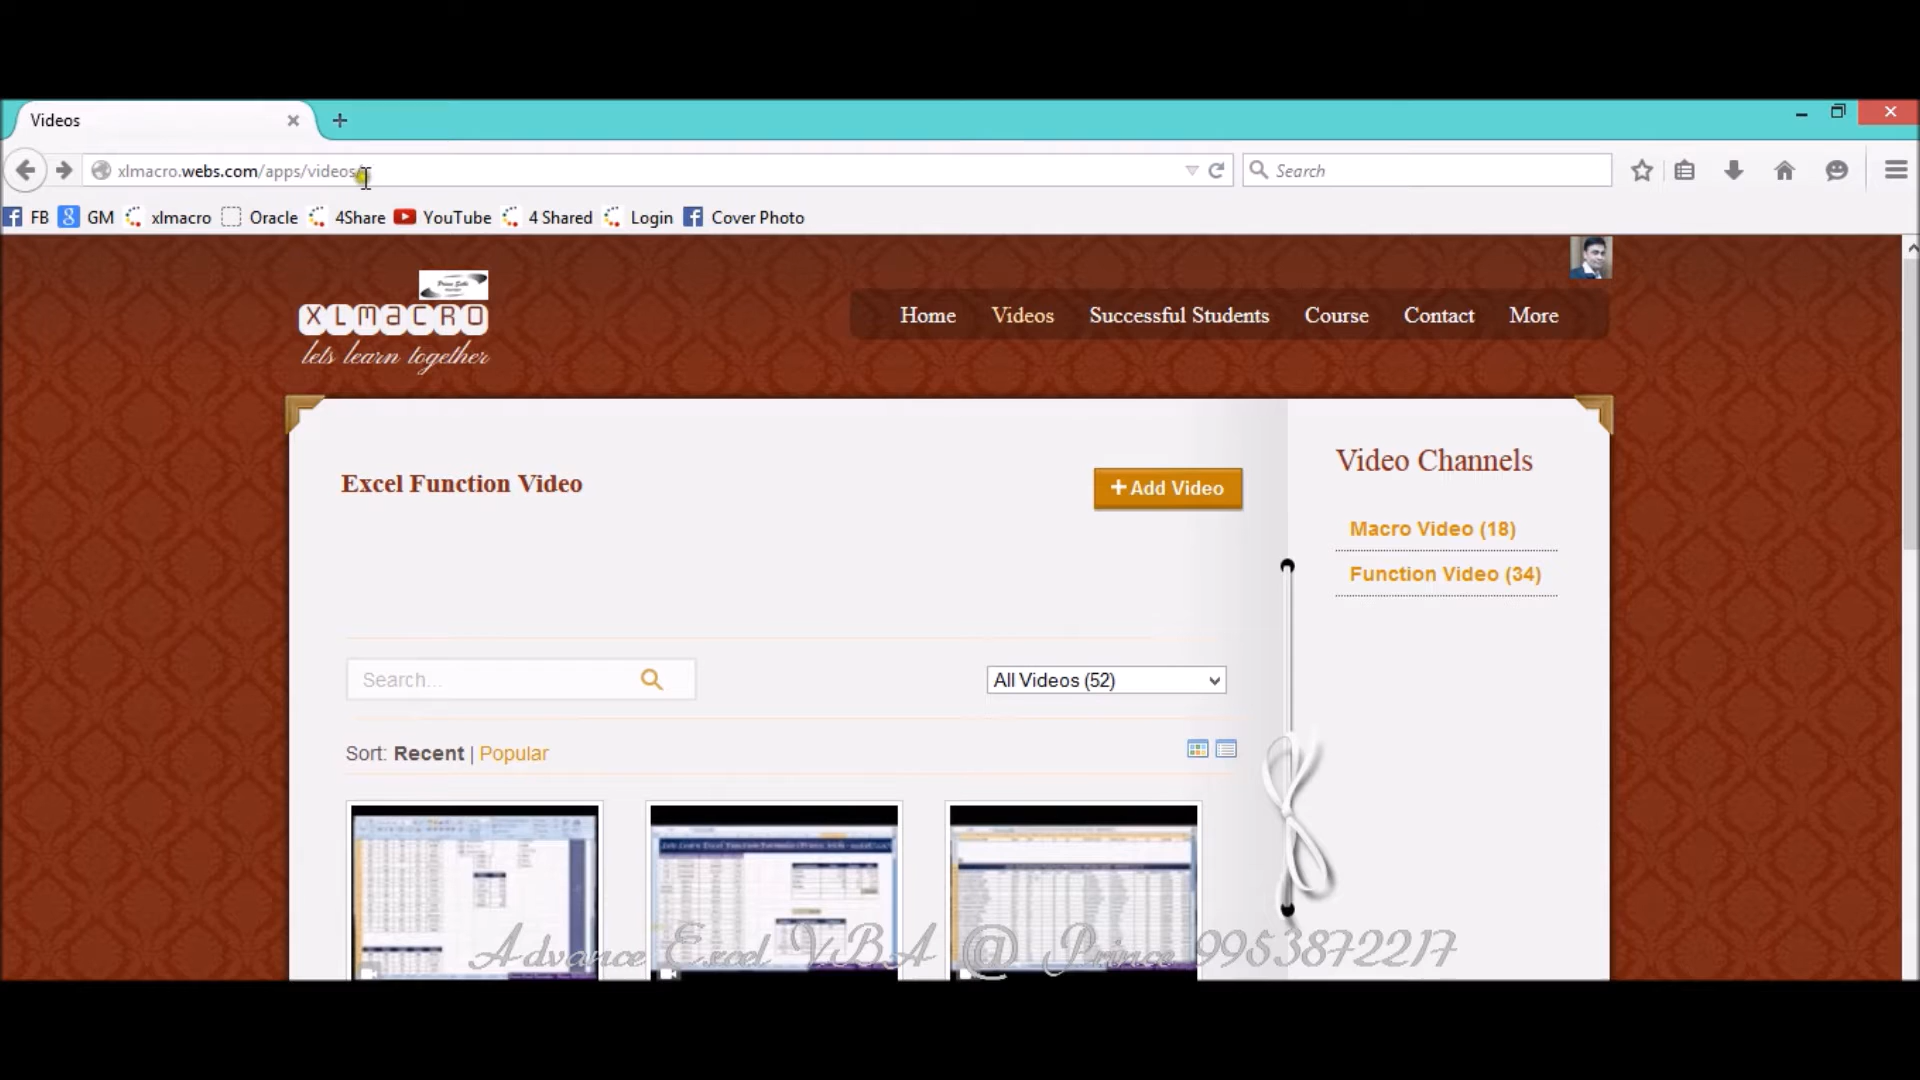 Videos
xlmacro.webs.com/apps/videos/
Search
FB GM xlmacro Oracle 4Share YouTube 4 Shared Login Cover Photo
XLmacro
lets learn together
Home Videos Successful Students Course Contact More
Excel Function Video
+ Add Video
Video Channels
Macro Video (18)
Function Video (34)
Search...
All Videos (52)
Sort: Recent | Popular
Advance Excel VBA @ Prince 9953872217